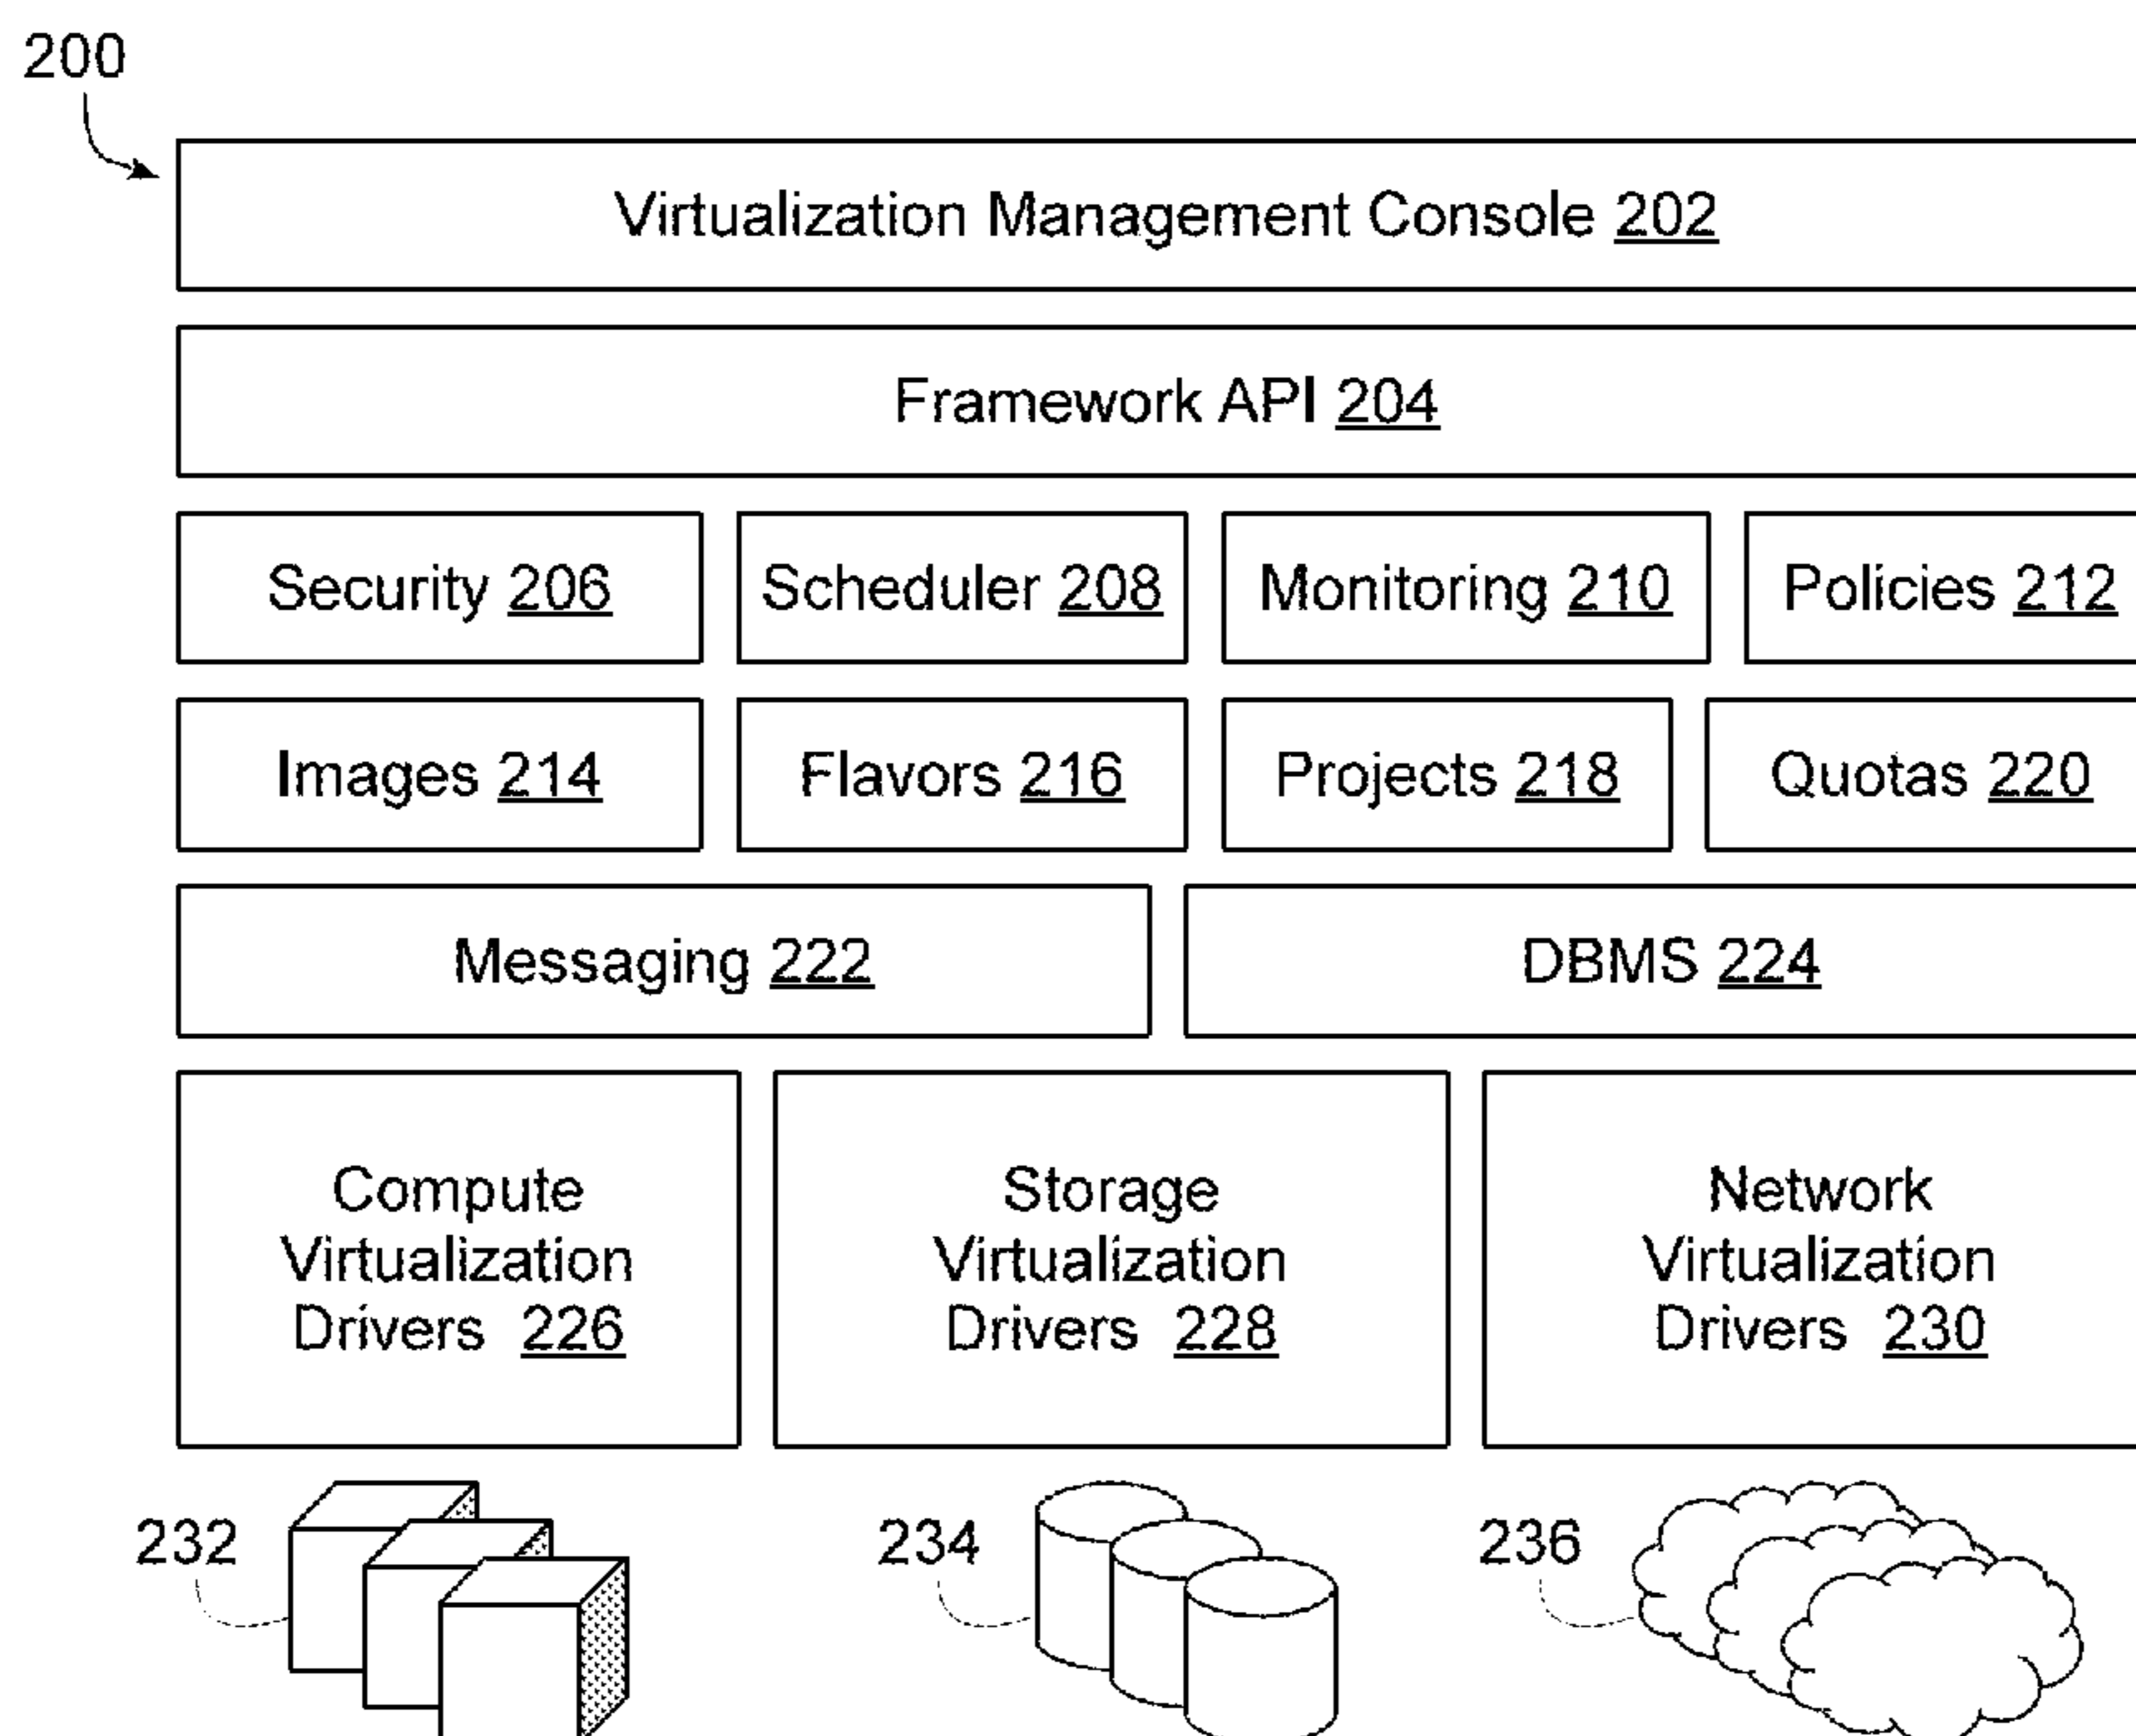 200
Virtualization Management Console 202
Framework API 204
Security 206
Scheduler 208
Monitoring 210
Policies 212
Images 214
Flavors 216
Projects 218
Quotas 220
Messaging 222
DBMS 224
Compute
Virtualization
Drivers 226
Storage
Virtualization
Drivers 228
Network
Virtualization
Drivers 230
232
234
236